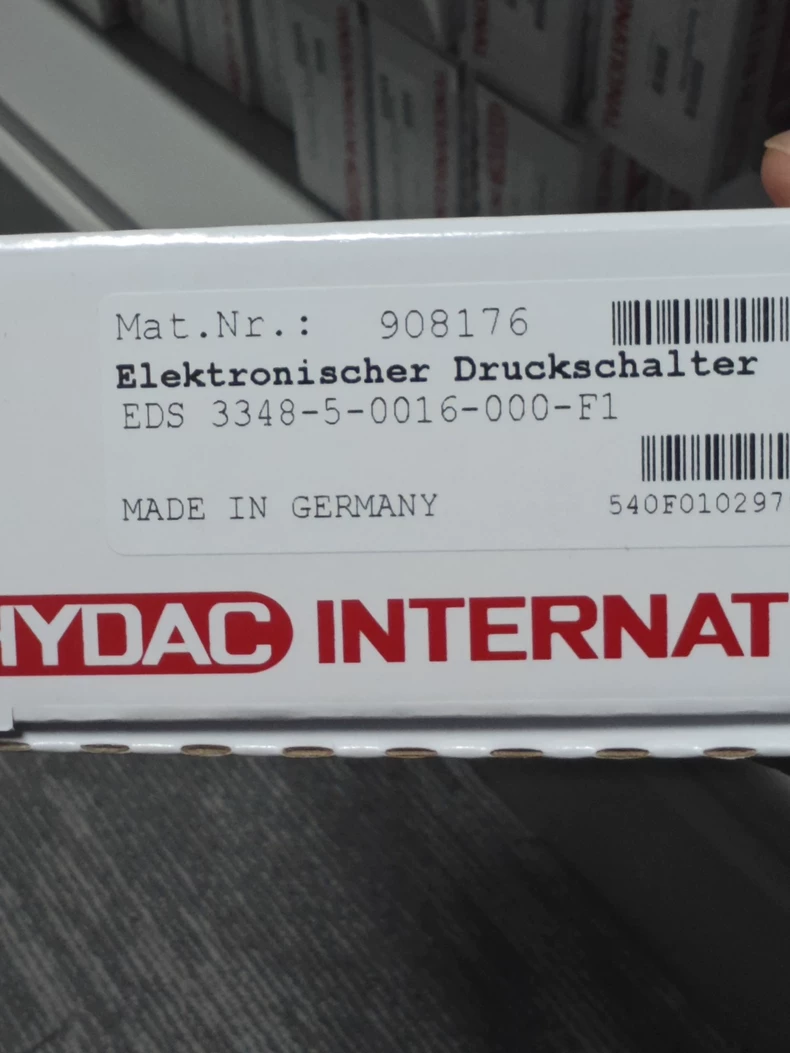 Mat.Nr.: 908176
Elektronischer Druckschalter
EDS 3348-5-0016-000-F1
MADE IN GERMANY 540F010297
HYDAC INTERNAT